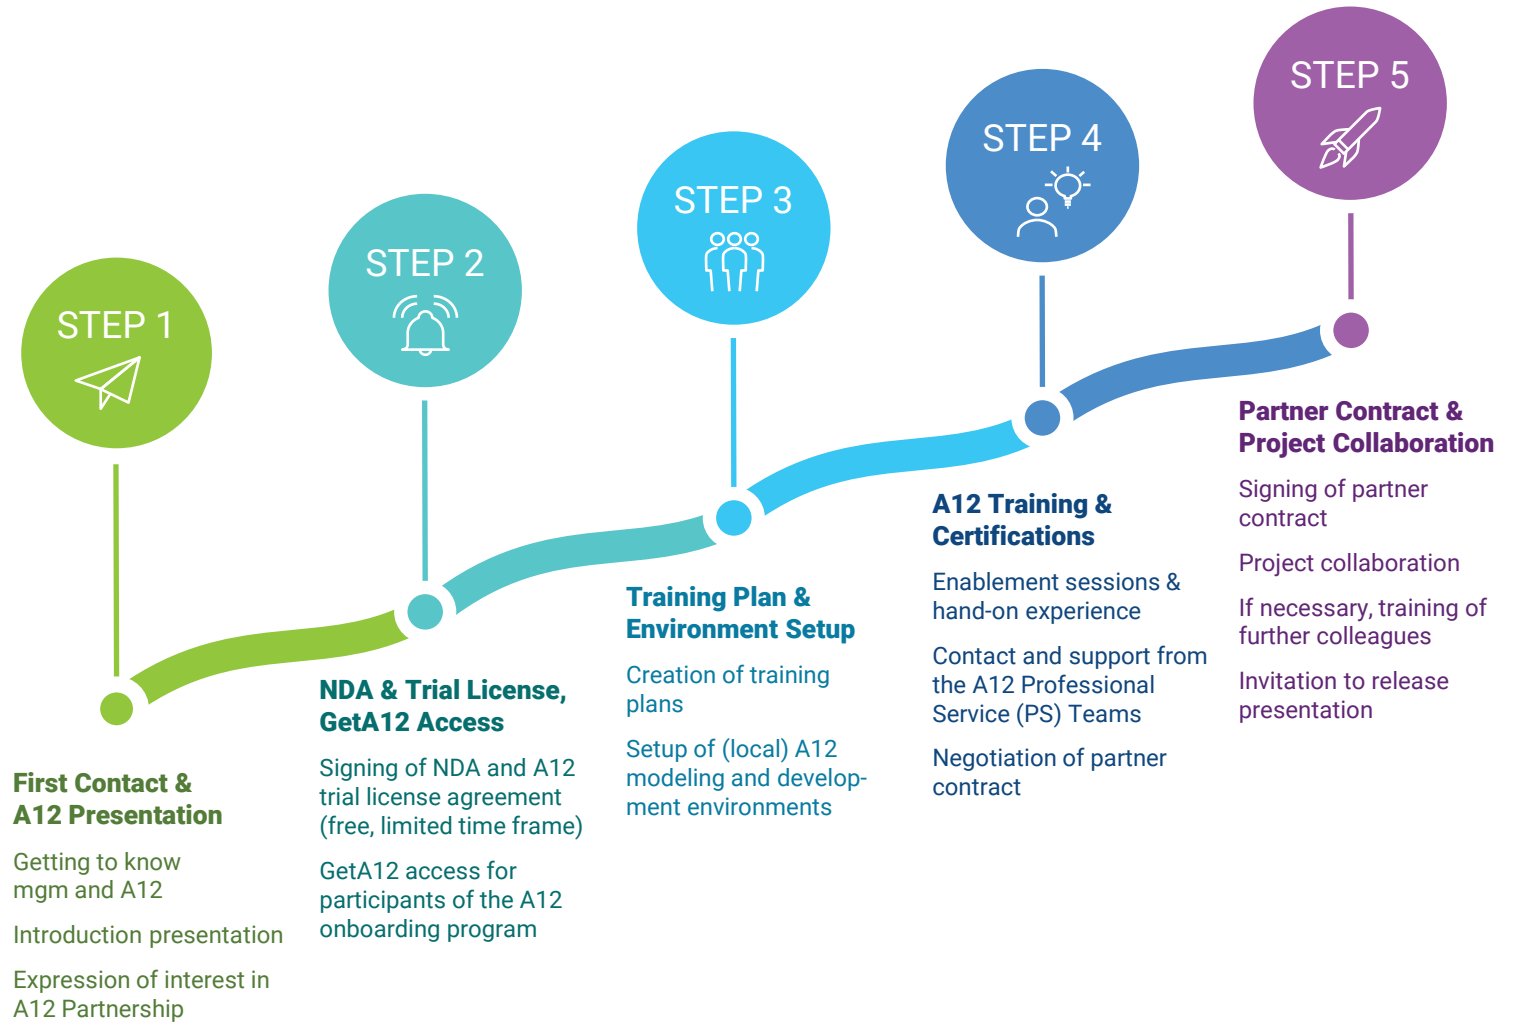 STEP 1
First Contact &
A12 Presentation
Getting to know
mgm and A12
Introduction presentation
Expression of interest in
A12 Partnership
STEP 2
NDA & Trial License,
GetA12 Access
Signing of NDA and A12
trial license agreement
(free, limited time frame)
GetA12 access for
participants of the A12
onboarding program
STEP 3
Training Plan &
Environment Setup
Creation of training
plans
Setup of (local) A12
modeling and develop-
ment environments
STEP 4
A12 Training &
Certifications
Enablement sessions &
hand-on experience
Contact and support from
the A12 Professional
Service (PS) Teams
Negotiation of partner
contract
STEP 5
Partner Contract &
Project Collaboration
Signing of partner
contract
Project collaboration
If necessary, training of
further colleagues
Invitation to release
presentation